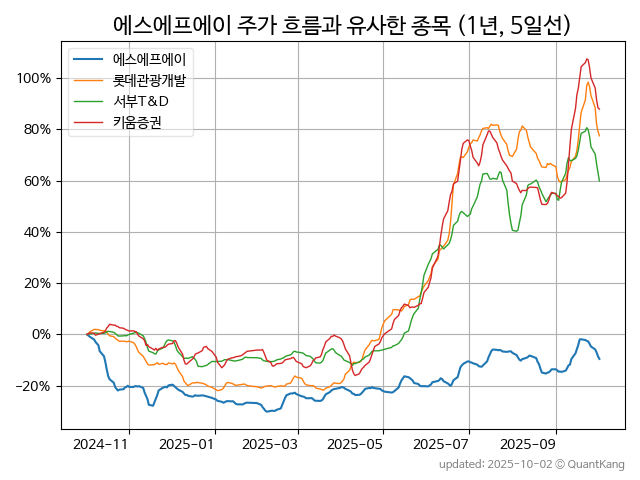 에스에프에이 주가 흐름과 유사한 종목 (1년, 5일선)
에스에프에이
롯데관광개발
서부T&D
키움증권
100%
80%
60%
40%
20%
0%
−20%
2024-11
2025-01
2025-03
2025-05
2025-07
2025-09
updated: 2025-10-02 © QuantKang